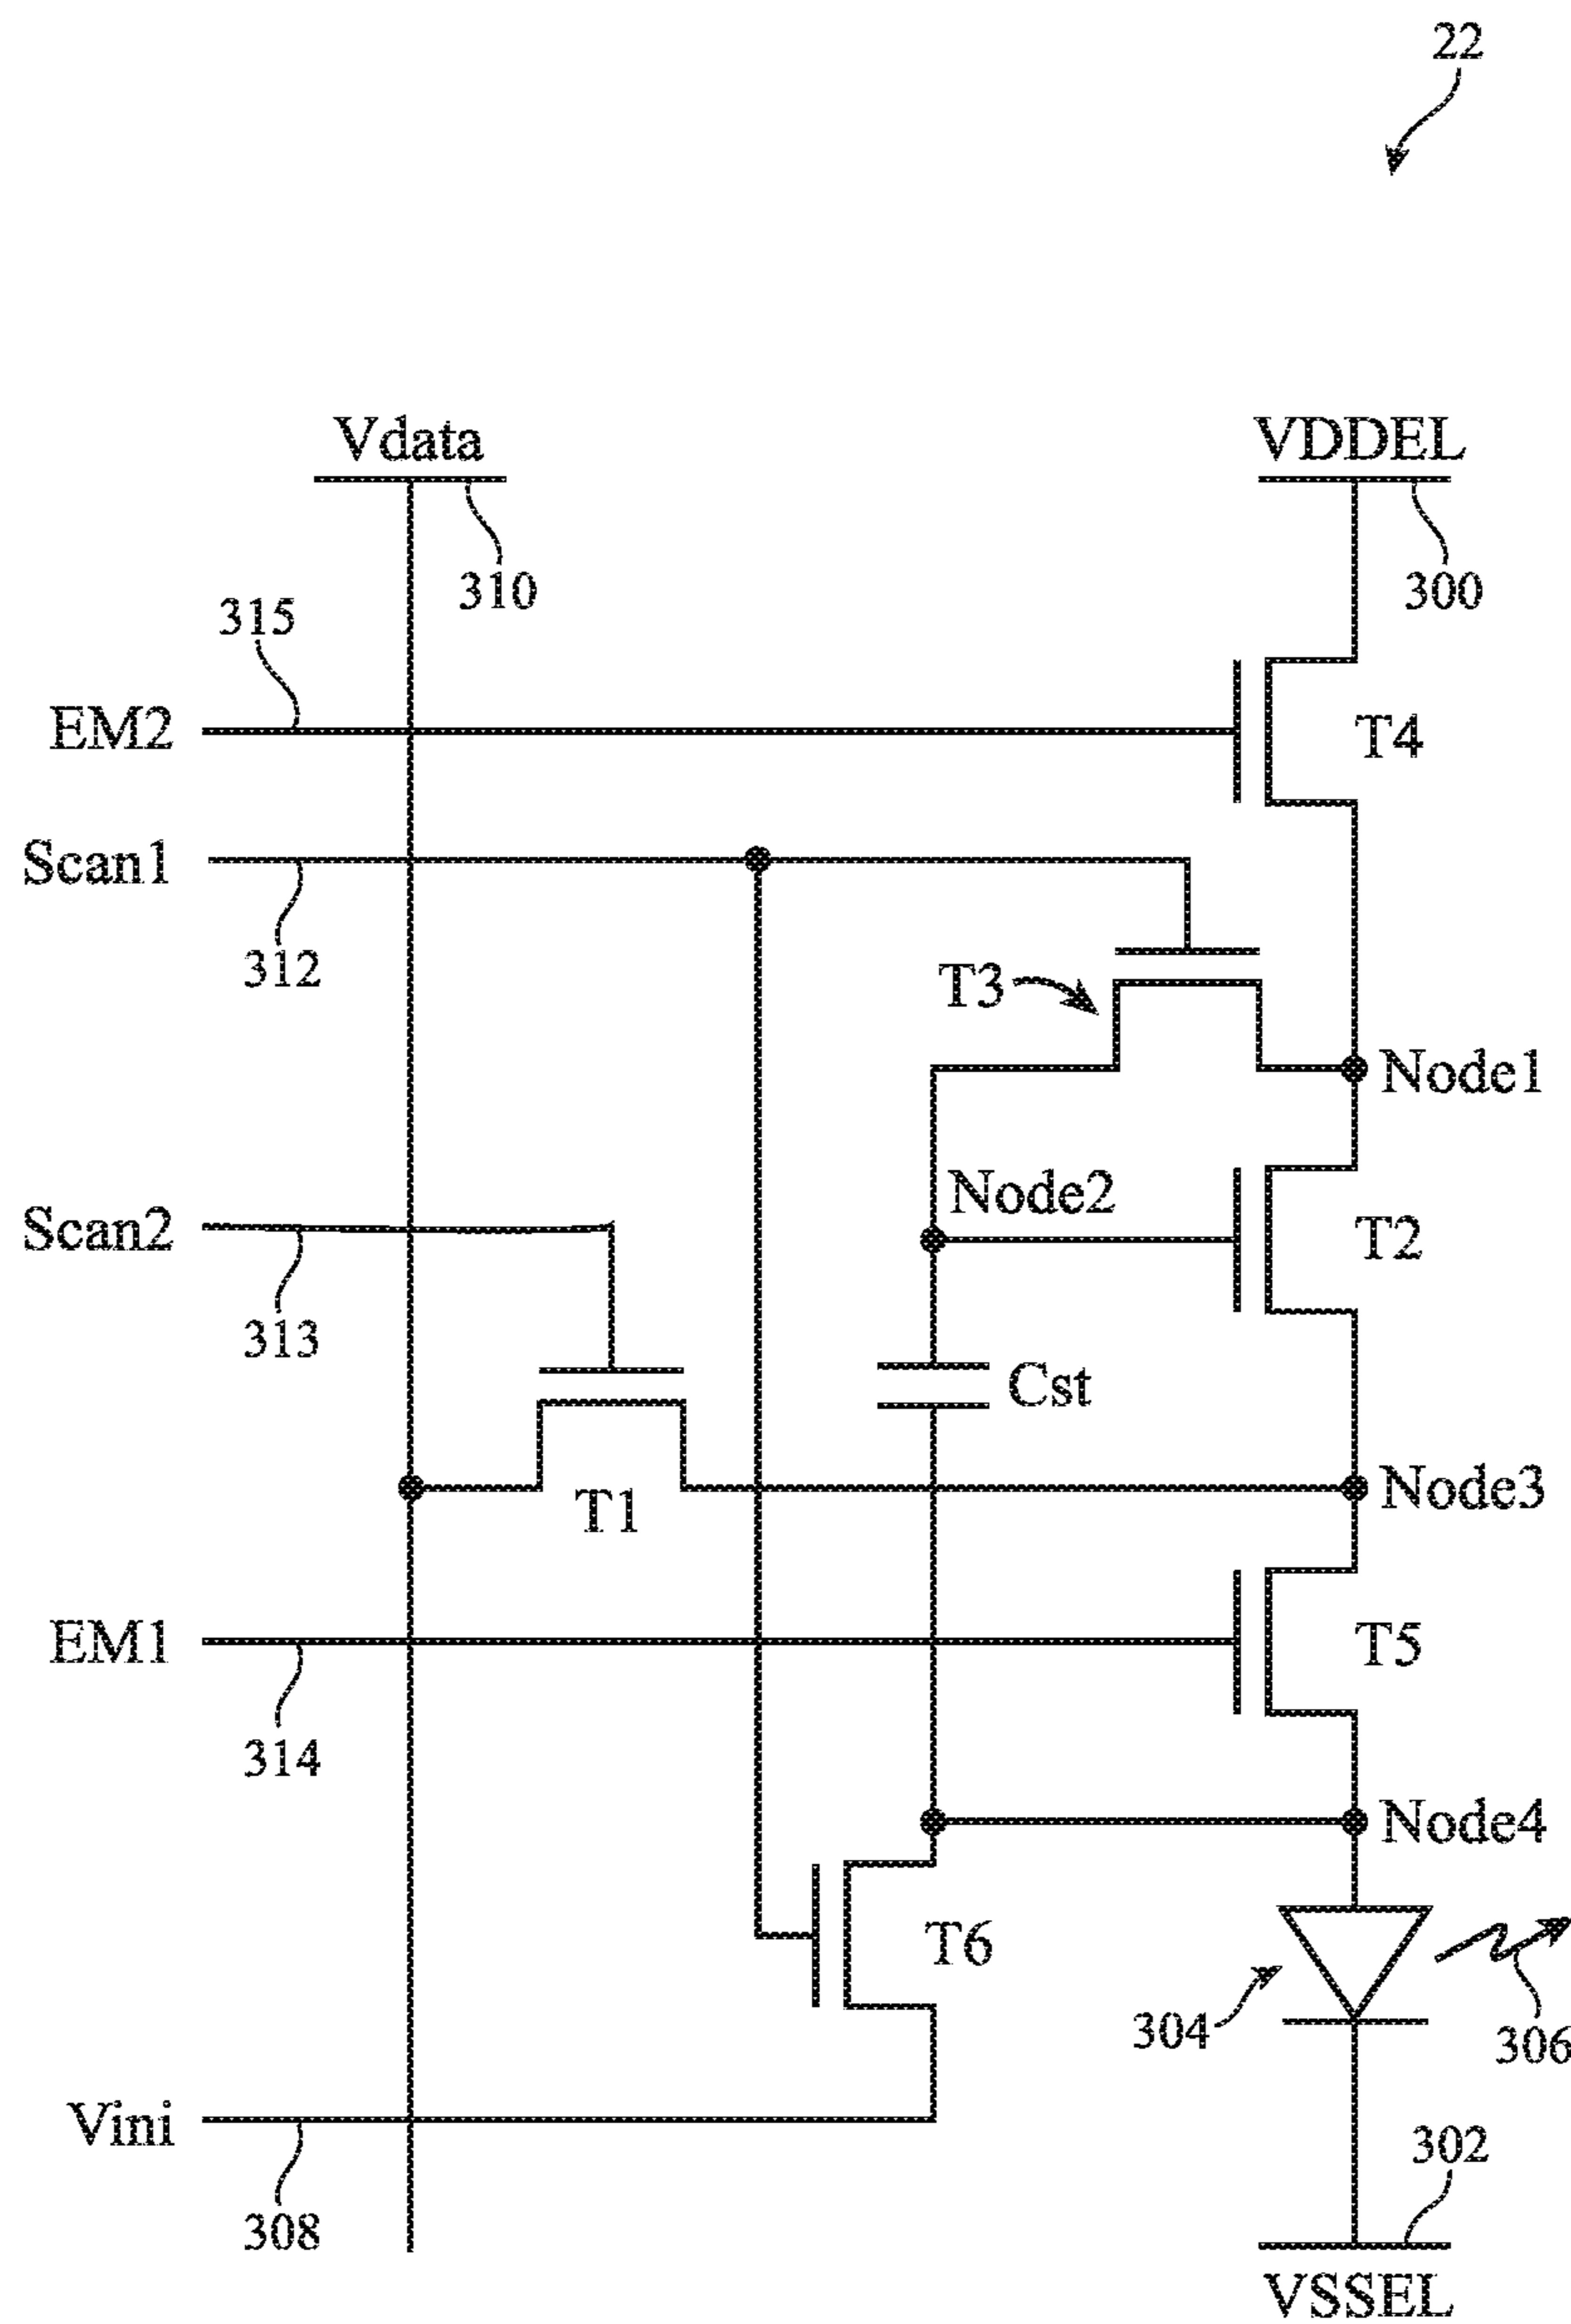 22
Vdata
VDDEL
310
300
315
EM2
T4
Scan1
312
T3
Node1
Node2
Scan2
T2
313
Cst
T1
Node3
EM1
T5
314
Node4
T6
304
306
Vini
302
308
VSSEL